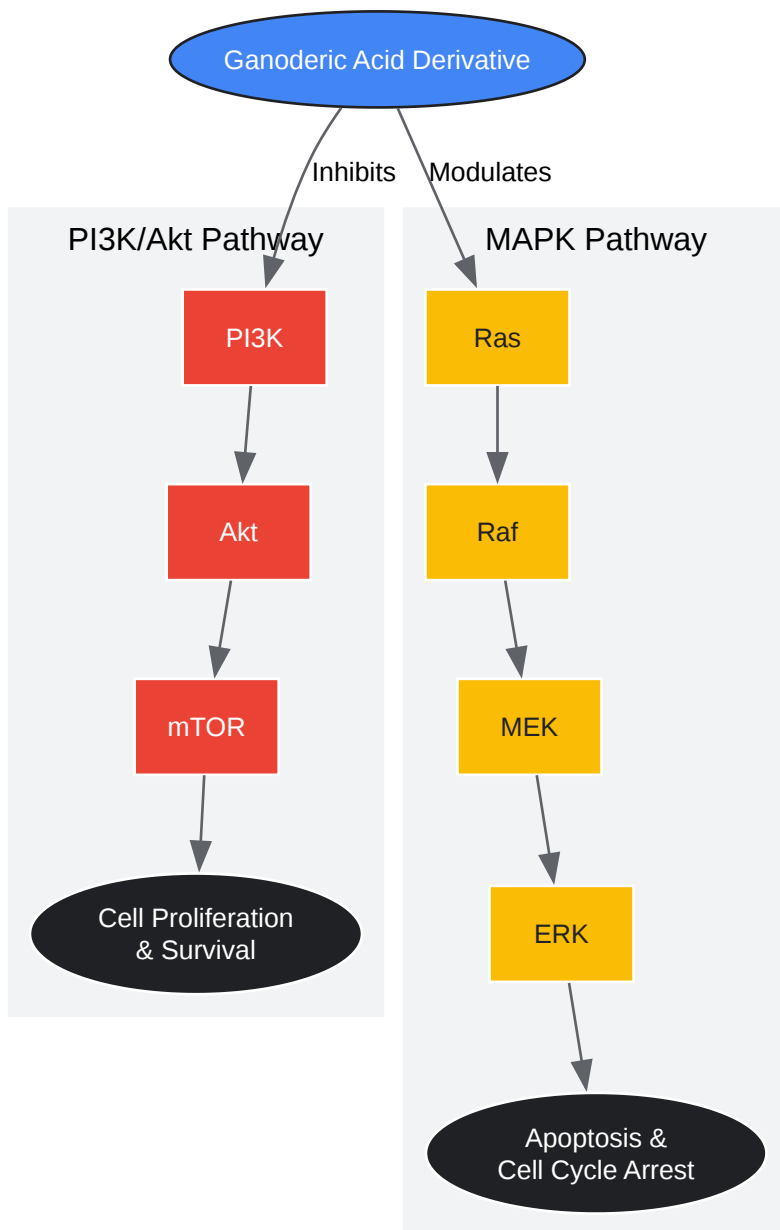 Ganoderic Acid Derivative
Inhibits
Modulates
PI3K/Akt Pathway
PI3K
Akt
mTOR
Cell Proliferation
& Survival
MAPK Pathway
Ras
Raf
MEK
ERK
Apoptosis &
Cell Cycle Arrest